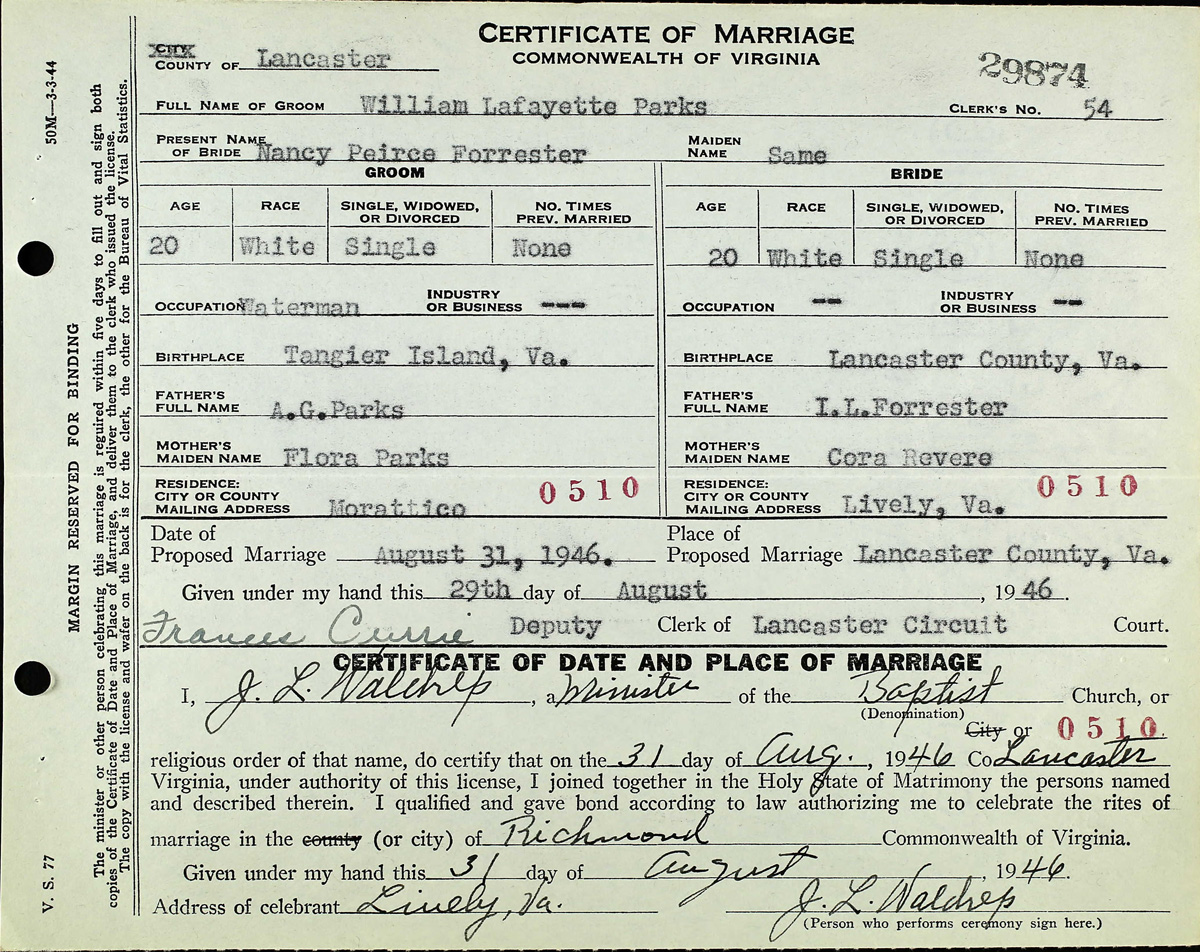 CERTIFICATE OF MARRIAGE
COMMONWEALTH OF VIRGINIA
CITY
COUNTY OF Lancaster
29874
FULL NAME OF GROOM William Lafayette Parks CLERK'S NO. 54
PRESENT NAME OF BRIDE Nancy Peirce Forrester MAIDEN NAME Same
GROOM BRIDE
AGE RACE SINGLE, WIDOWED, OR DIVORCED NO. TIMES PREV. MARRIED AGE RACE SINGLE, WIDOWED, OR DIVORCED NO. TIMES PREV. MARRIED
20 White Single None 20 White Single None
OCCUPATION Waterman INDUSTRY OR BUSINESS --- OCCUPATION -- INDUSTRY OR BUSINESS --
BIRTHPLACE Tangier Island, Va. BIRTHPLACE Lancaster County, Va.
FATHER'S FULL NAME A.G.Parks FATHER'S FULL NAME I.L.Forrester
MOTHER'S MAIDEN NAME Flora Parks MOTHER'S MAIDEN NAME Cora Revere
RESIDENCE: CITY OR COUNTY MAILING ADDRESS Morattico 0510 RESIDENCE: CITY OR COUNTY MAILING ADDRESS Lively, Va. 0510
Date of Proposed Marriage August 31, 1946. Place of Proposed Marriage Lancaster County, Va.
Given under my hand this 29th day of August, 1946.
Frances Currie Deputy Clerk of Lancaster Circuit Court.
CERTIFICATE OF DATE AND PLACE OF MARRIAGE
I, J. L. Waldrep, a Minister of the Baptist Church, or
(Denomination)
City or 0510
religious order of that name, do certify that on the 31 day of Aug., 1946 Co Lancaster
Virginia, under authority of this license, I joined together in the Holy State of Matrimony the persons named
and described therein. I qualified and gave bond according to law authorizing me to celebrate the rites of
marriage in the county (or city) of Richmond Commonwealth of Virginia.
Given under my hand this 31 day of August, 1946.
Address of celebrant Lively, Va. J. L. Waldrep
(Person who performs ceremony sign here.)
V. S. 77 MARGIN RESERVED FOR BINDING 50M—3-3-44
The minister or other person celebrating this marriage is required within five days to fill out and sign both
copies of the Certificate of Date and Place of Marriage, and deliver them to the clerk who issued the license.
The copy with the license and wafer on the back is for the clerk, the other for the Bureau of Vital Statistics.